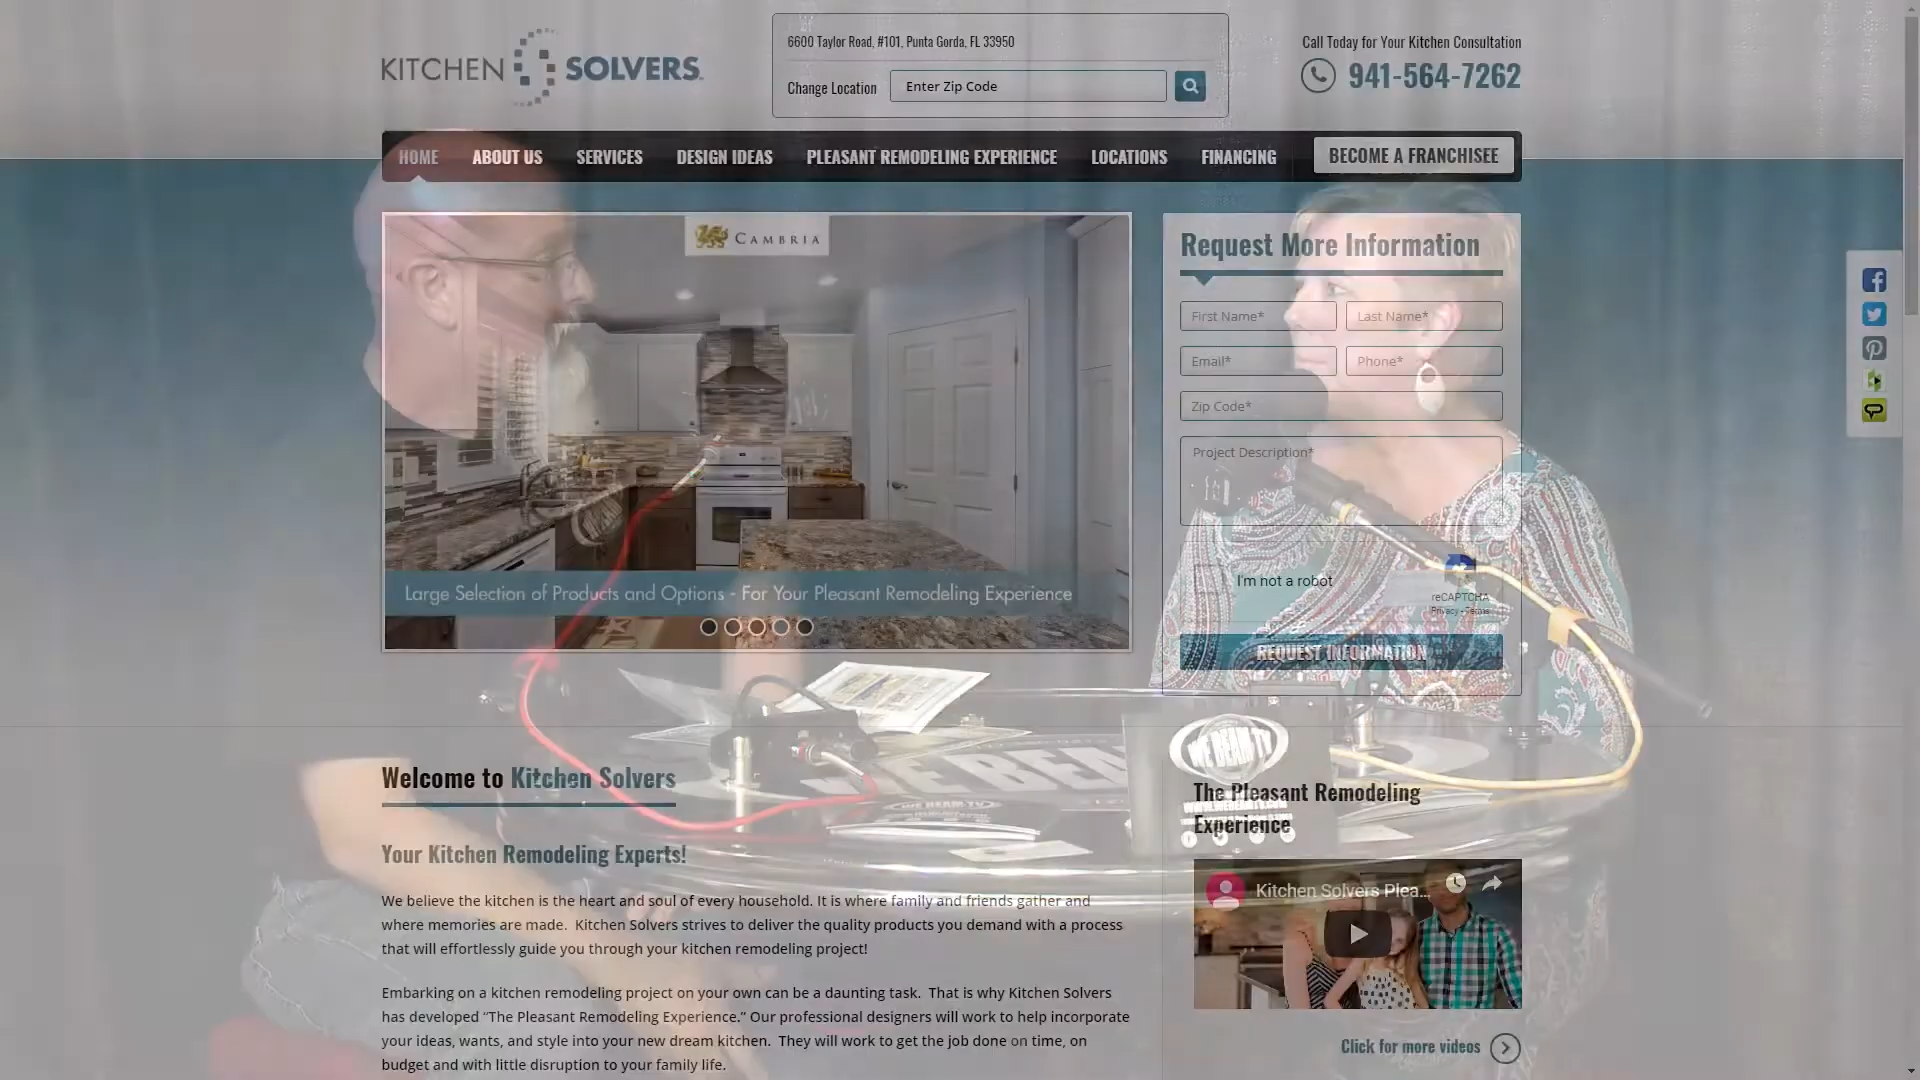 KITCHEN SOLVERS
6600 Taylor Road, #101, Punta Gorda, FL 33950
Change Location
Enter Zip Code
Call Today for Your Kitchen Consultation
941-564-7262
HOME ABOUT US SERVICES DESIGN IDEAS PLEASANT REMODELING EXPERIENCE LOCATIONS FINANCING BECOME A FRANCHISEE
CAMBRIA
Large Selection of Products and Options - For Your Pleasant Remodeling Experience
Request More Information
First Name* Last Name*
Email* Phone*
Zip Code*
Project Description*
I'm not a robot
reCAPTCHA
Privacy - Terms
REQUEST INFORMATION
Welcome to Kitchen Solvers
Your Kitchen Remodeling Experts!
We believe the kitchen is the heart and soul of every household. It is where family and friends gather and
where memories are made. Kitchen Solvers strives to deliver the quality products you demand with a process
that will effortlessly guide you through your kitchen remodeling project!
Embarking on a kitchen remodeling project on your own can be a daunting task. That is why Kitchen Solvers
has developed “The Pleasant Remodeling Experience.” Our professional designers will work to help incorporate
your ideas, wants, and style into your new dream kitchen. They will work to get the job done on time, on
budget and with little disruption to your family life.
WE BEAM TV
WWW.WEBEAMTV.COM
The Pleasant Remodeling
Experience
Kitchen Solvers Plea...
Click for more videos
WE BEAM TV